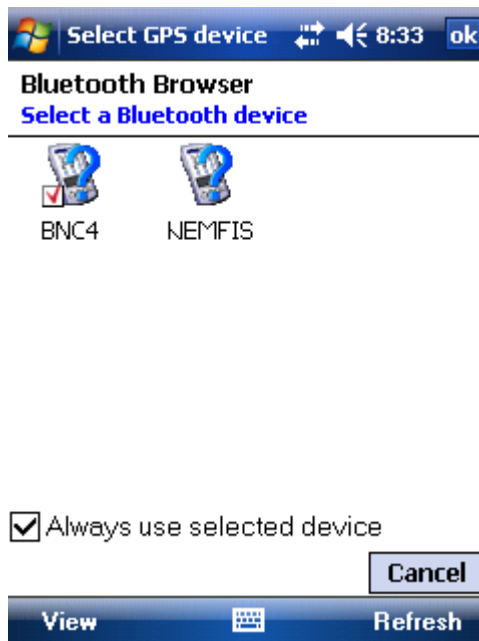 Select GPS device 8:33 ok
Bluetooth Browser
Select a Bluetooth device
BNC4 NEMFIS
Always use selected device
Cancel
View Refresh